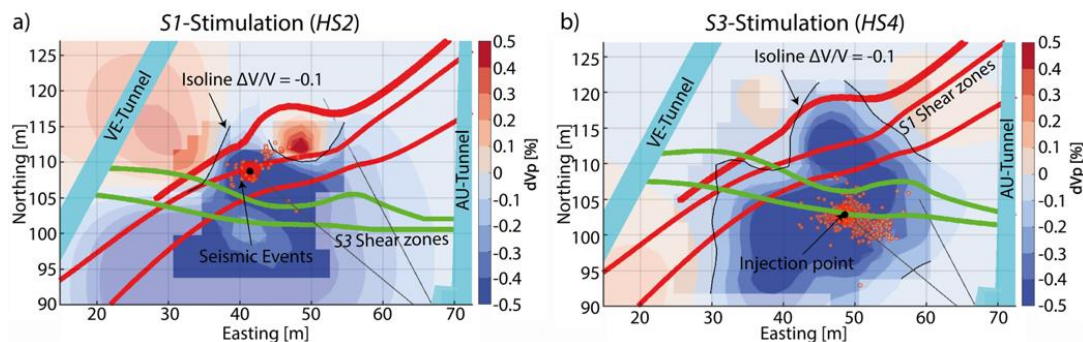 a) S1-Stimulation (HS2)
125
120
115
110
105
100
95
90
Northing [m]
20
30
40
50
60
70
Easting [m]
VE-Tunnel
Isoline ΔV/V = -0.1
AU-Tunnel
S3 Shear zones
Seismic Events
0.5
0.4
0.3
0.2
0.1
0
-0.1
-0.2
-0.3
-0.4
-0.5
dVp [%]
b) S3-Stimulation (HS4)
125
120
115
110
105
100
95
90
Northing [m]
20
30
40
50
60
70
Easting [m]
VE-Tunnel
Isoline ΔV/V = -0.1
S1 Shear zones
AU-Tunnel
Injection point
0.5
0.4
0.3
0.2
0.1
0
-0.1
-0.2
-0.3
-0.4
-0.5
dVp [%]